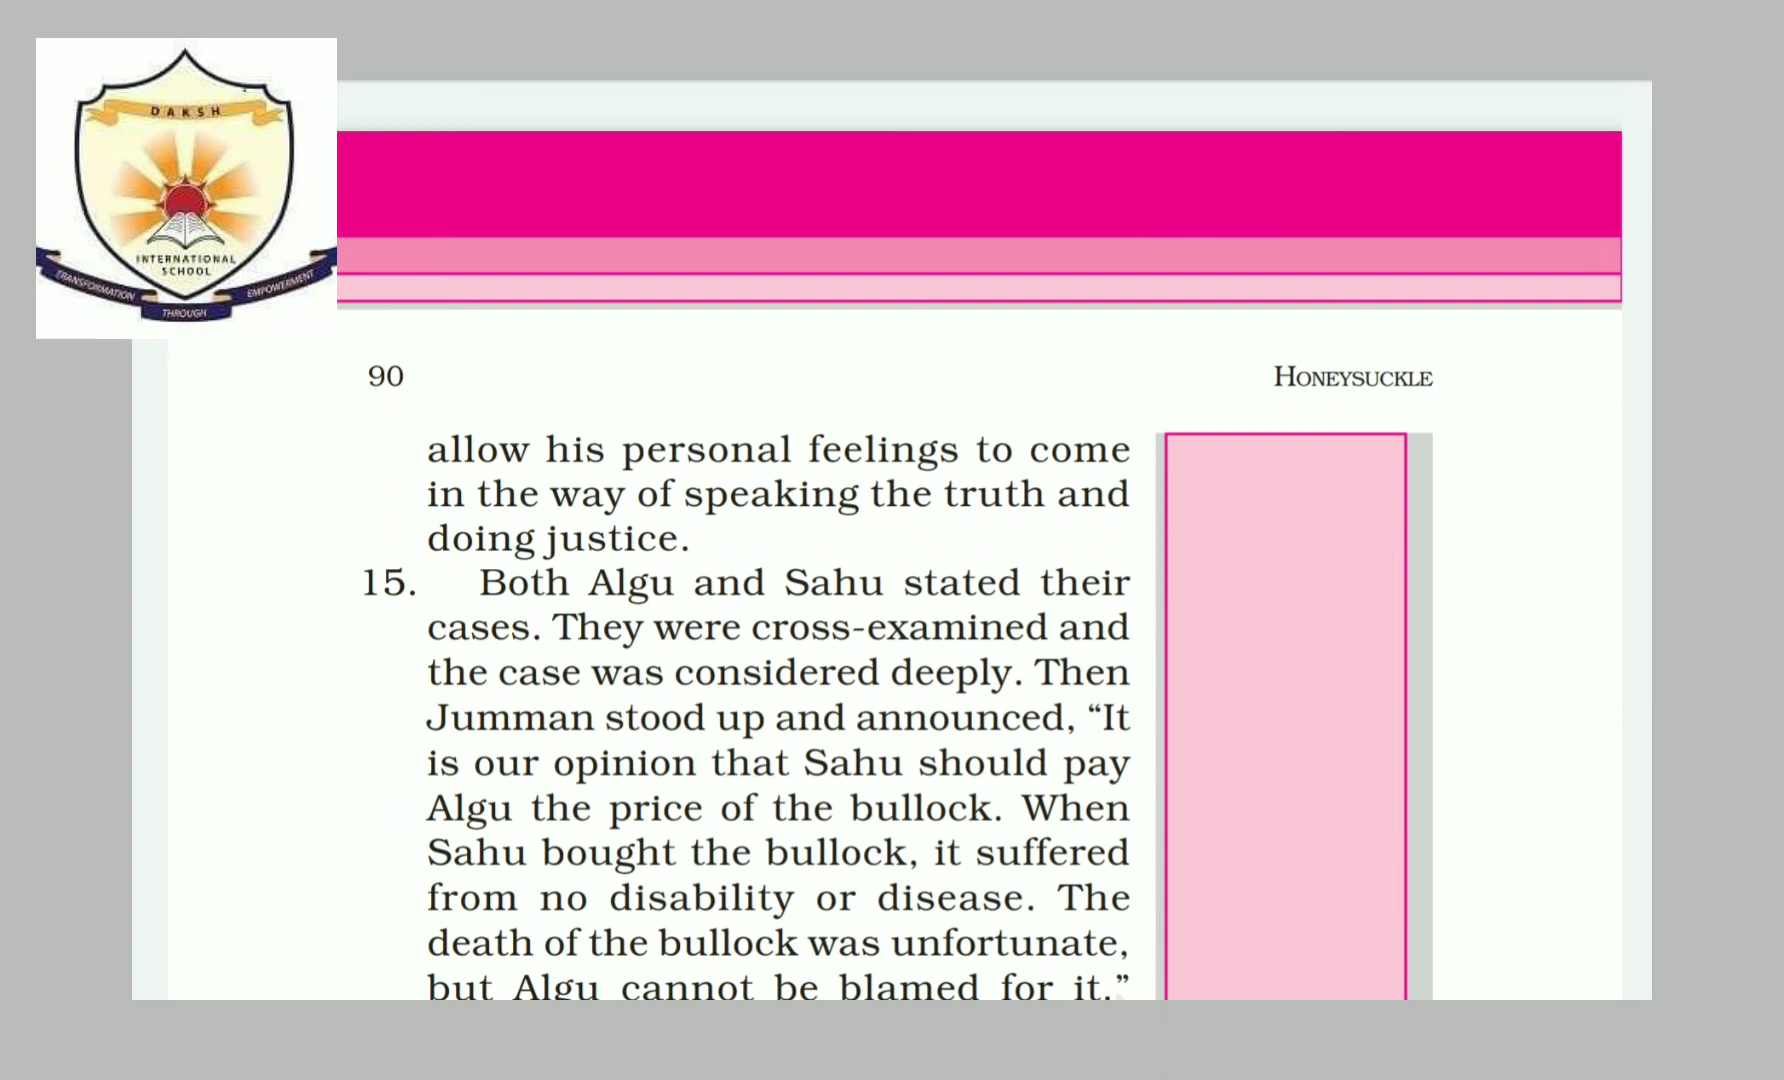 DAKSH
INTERNATIONAL
SCHOOL
TRANSFORMATION
THROUGH
EMPOWERMENT
90
HONEYSUCKLE
allow his personal feelings to come
in the way of speaking the truth and
doing justice.
15. Both Algu and Sahu stated their
cases. They were cross-examined and
the case was considered deeply. Then
Jumman stood up and announced, “It
is our opinion that Sahu should pay
Algu the price of the bullock. When
Sahu bought the bullock, it suffered
from no disability or disease. The
death of the bullock was unfortunate,
but Algu cannot be blamed for it.”